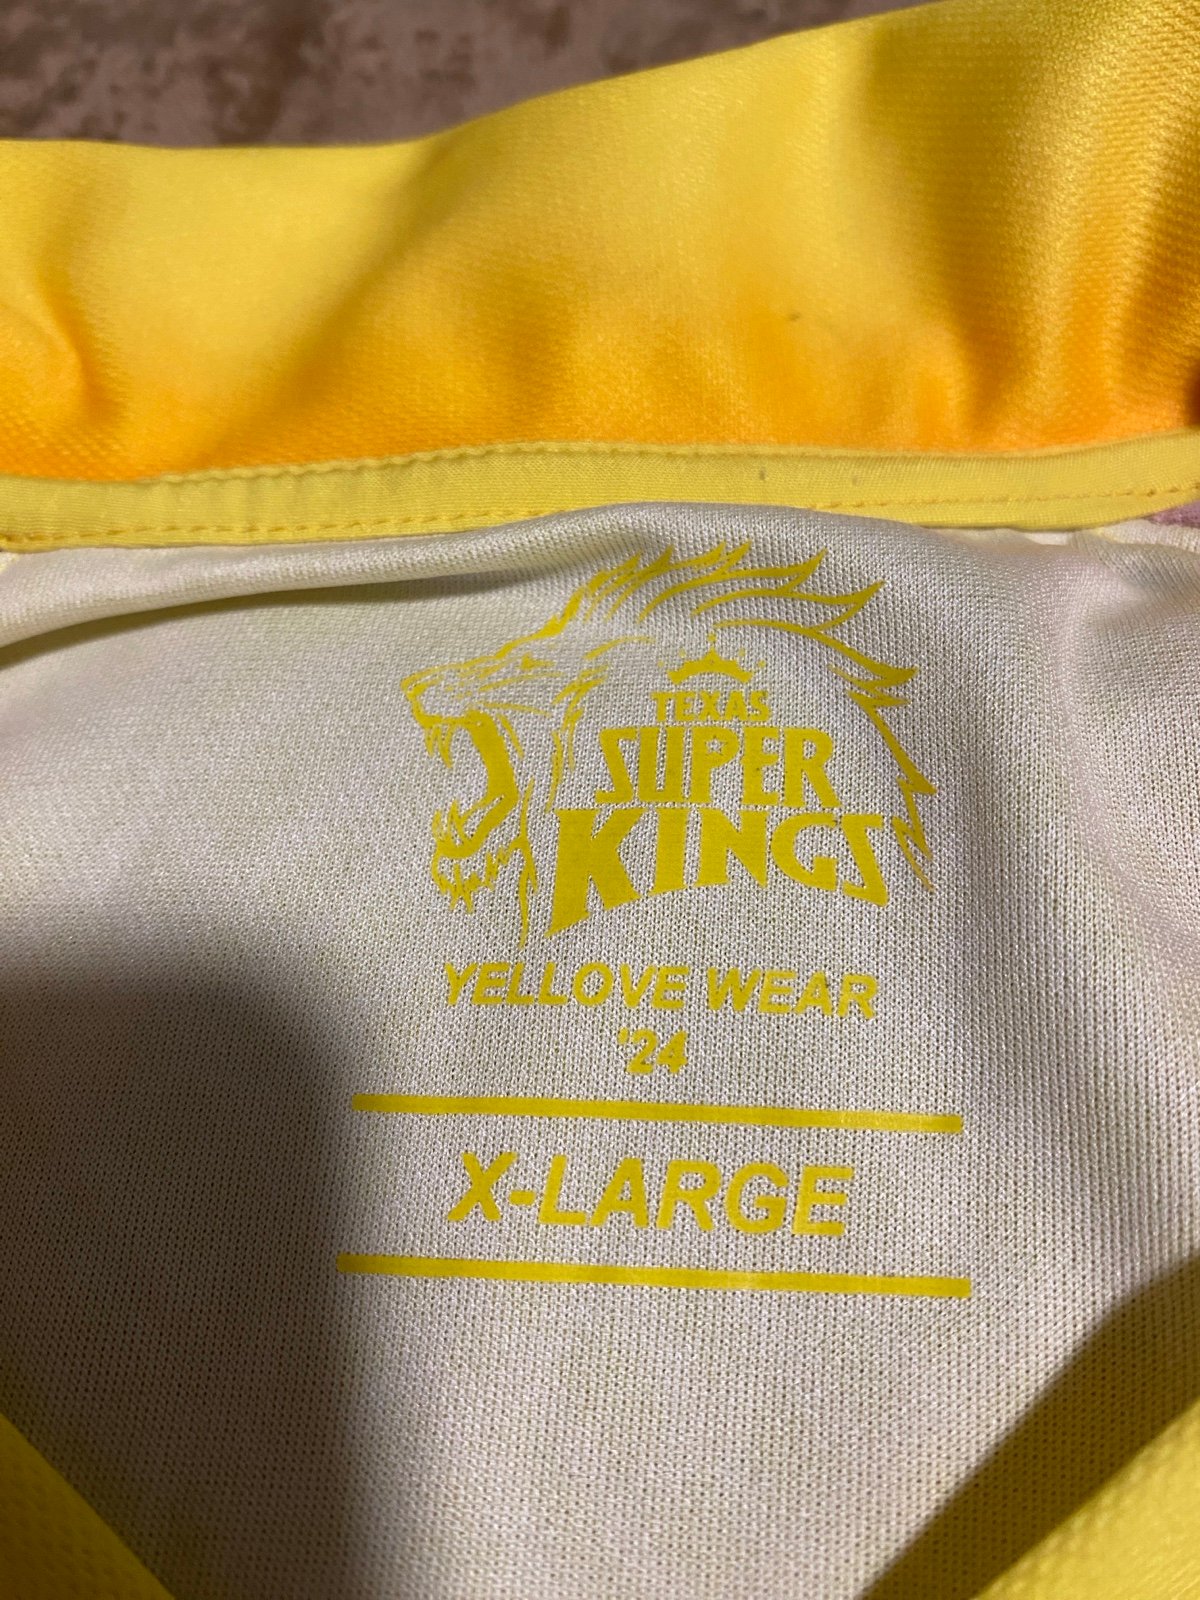 TEXAS
SUPER
KINGS
YELLOVE WEAR
'24
X-LARGE